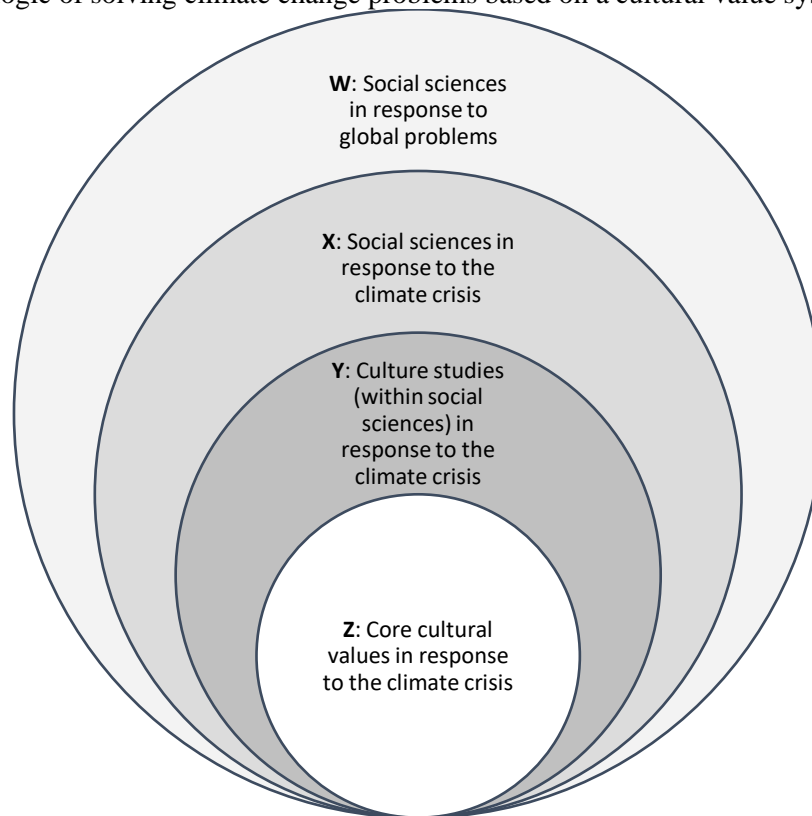 ogic of solving climate change problems based on a cultural value sys
W: Social sciences
in response to
global problems
X: Social sciences in
response to the
climate crisis
Y: Culture studies
(within social
sciences) in
response to the
climate crisis
Z: Core cultural
values in response
to the climate crisis